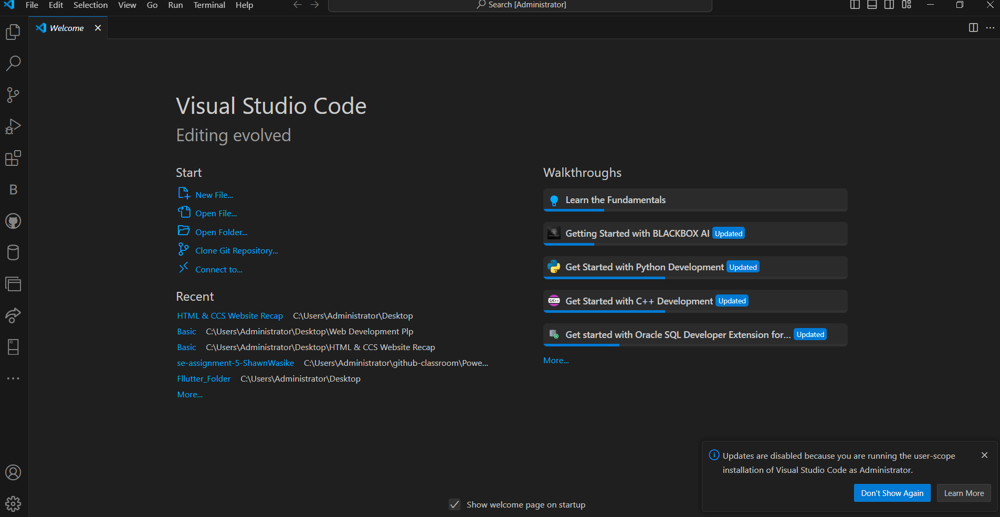 File Edit Selection View Go Run Terminal Help
Search [Administrator]
Welcome
B
Visual Studio Code
Editing evolved
Start
New File...
Open File...
Open Folder...
Clone Git Repository...
Connect to...
Recent
HTML & CCS Website Recap C:\Users\Administrator\Desktop
Basic C:\Users\Administrator\Desktop\Web Development Plp
Basic C:\Users\Administrator\Desktop\HTML & CCS Website Recap
se-assignment-5-ShawnWasike C:\Users\Administrator\github-classroom\Powe...
Fllutter_Folder C:\Users\Administrator\Desktop
More...
Walkthroughs
Learn the Fundamentals
Getting Started with BLACKBOX AI Updated
Get Started with Python Development Updated
C/C++ Get Started with C++ Development Updated
Get started with Oracle SQL Developer Extension for... Updated
More...
Updates are disabled because you are running the user-scope
installation of Visual Studio Code as Administrator.
Don't Show Again Learn More
Show welcome page on startup